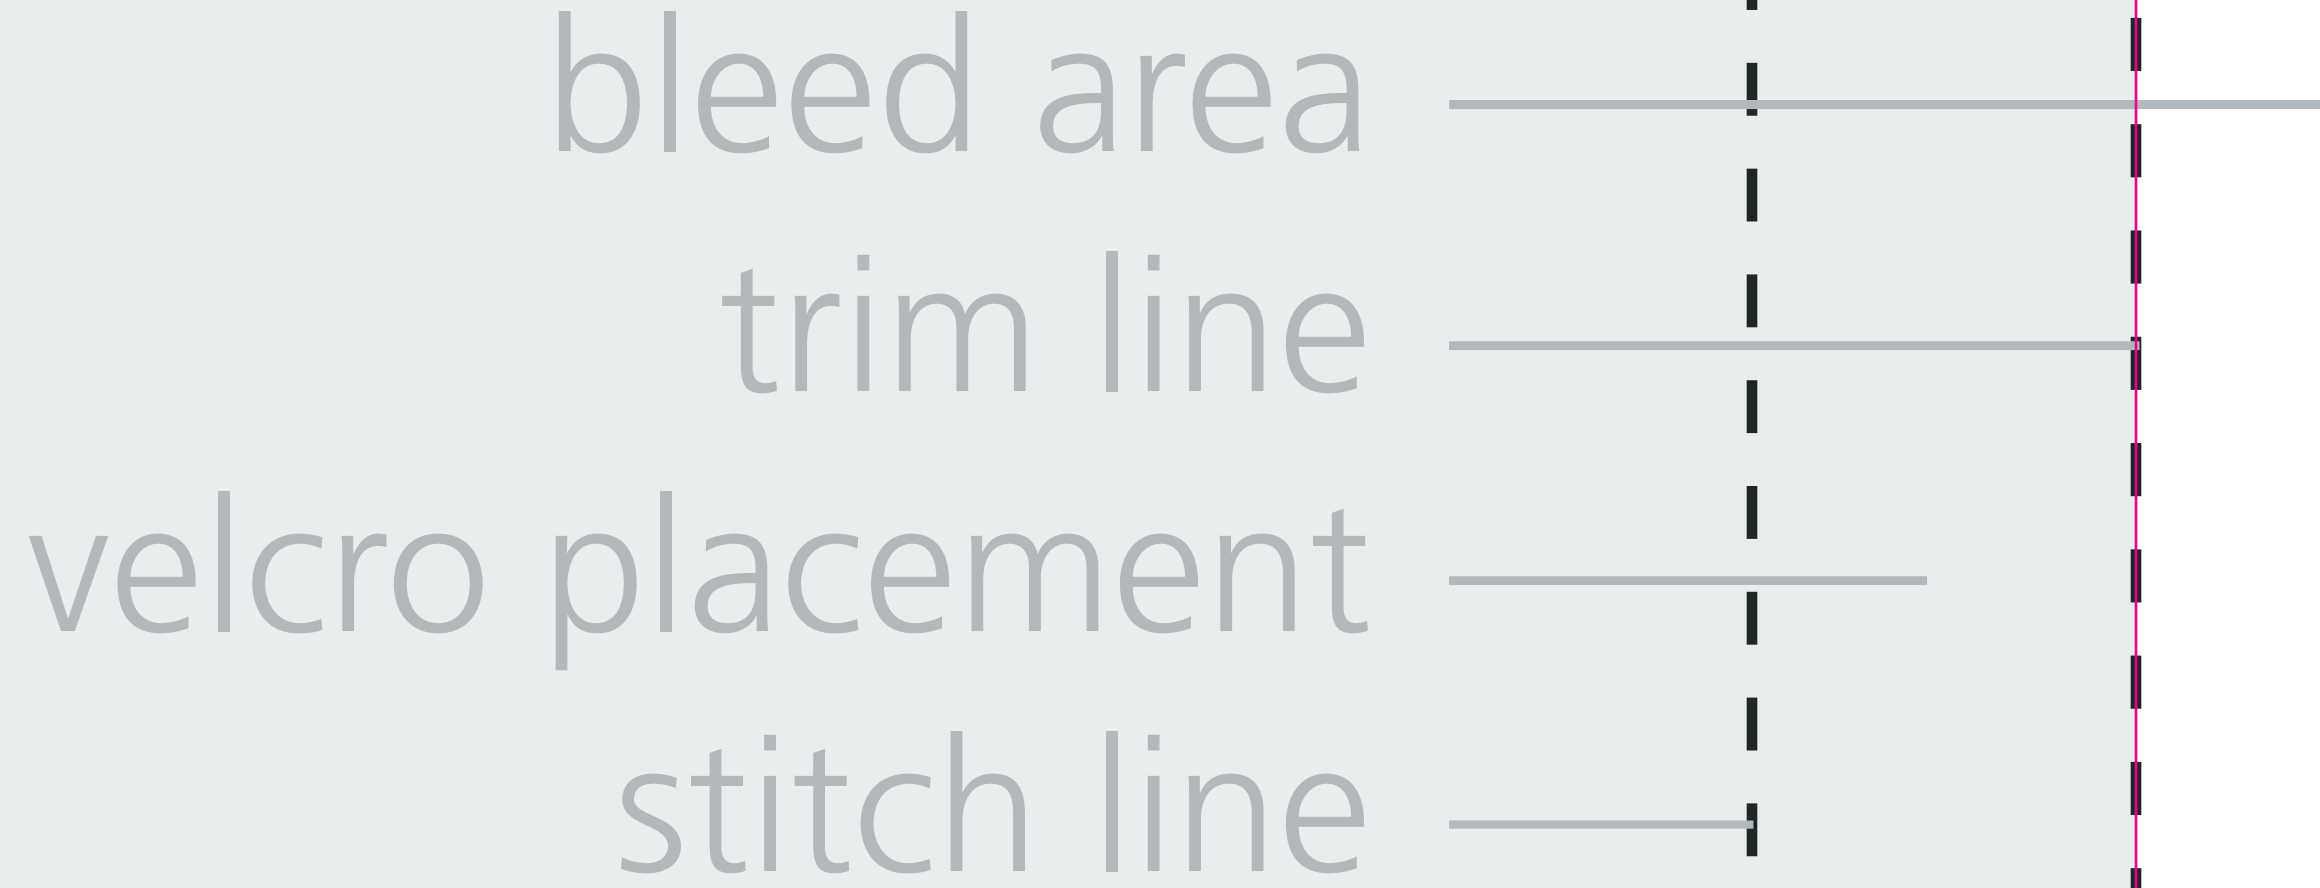 bleed area
trim line
velcro placement
stitch line